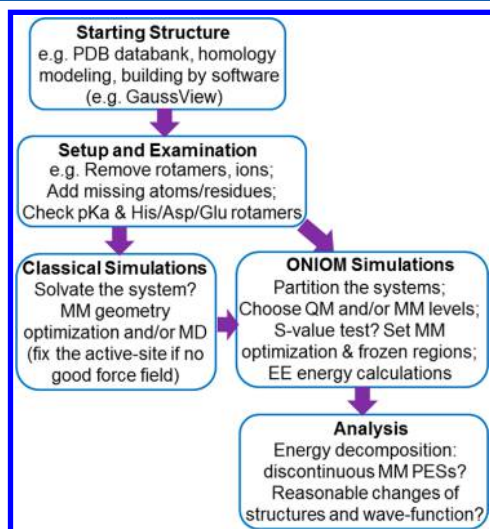 Starting Structure
e.g. PDB databank, homology
modeling, building by software
(e.g. GaussView)
Setup and Examination
e.g. Remove rotamers, ions;
Add missing atoms/residues;
Check pKa & His/Asp/Glu rotamers
Classical Simulations
Solvate the system?
MM geometry
optimization and/or MD
(fix the active-site if no
good force field)
ONIOM Simulations
Partition the systems;
Choose QM and/or MM levels;
S-value test? Set MM
optimization & frozen regions;
EE energy calculations
Analysis
Energy decomposition:
discontinuous MM PESs?
Reasonable changes of
structures and wave-function?